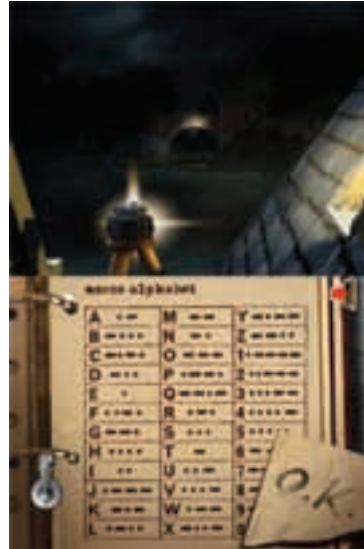 morse alphabet
A •– M –– Y –•––
B –••• N –• Z ––••
C –•–• O ––– 1 •––––
D –•• P •––• 2 ••–––
E • Q ––•– 3 •••––
F ••–• R •–• 4 ••••–
G ––• S ••• 5 •••••
H •••• T – 6
I •• U ••– 7
J •––– V •••– 8
K –•– W •–– 9
L •–•• X –••–
O.K.